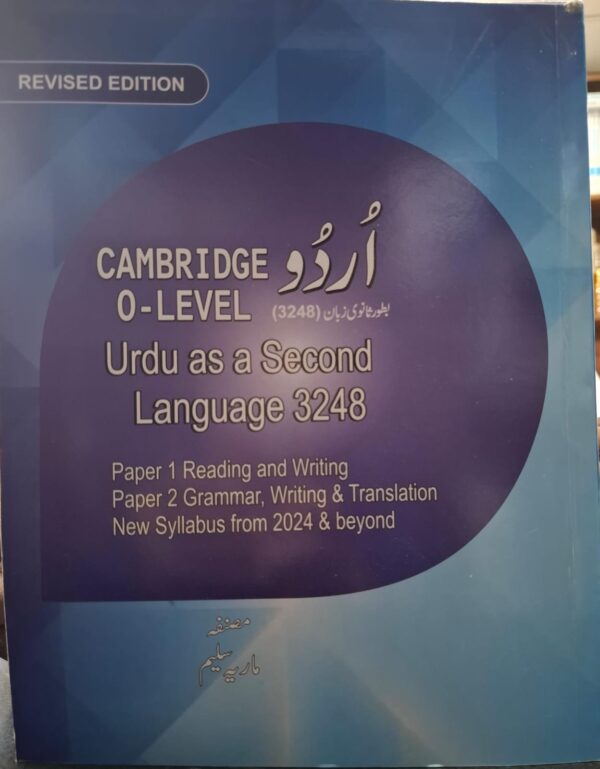 REVISED EDITION
CAMBRIDGE اُردُو
O-LEVEL بطور ثانوی زبان (3248)
Urdu as a Second
Language 3248
Paper 1 Reading and Writing
Paper 2 Grammar, Writing & Translation
New Syllabus from 2024 & beyond
مصنفہ
ماریہ سلیم